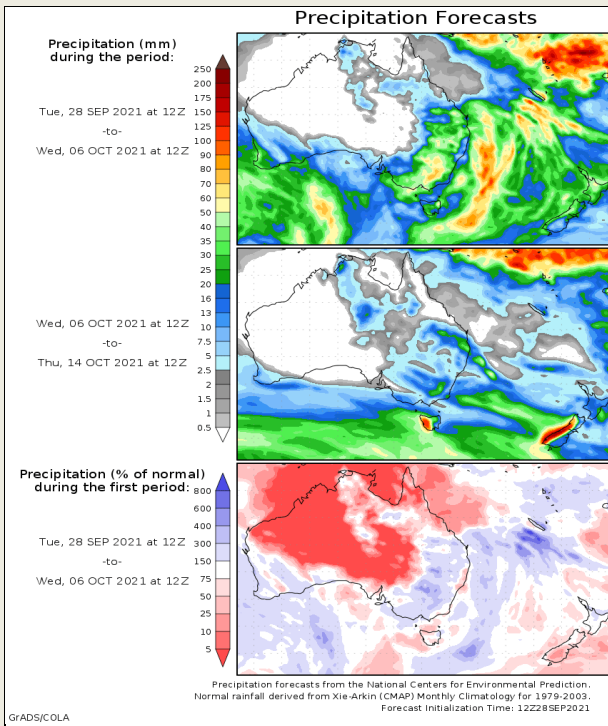 Precipitation Forecasts
Precipitation (mm)
during the period:
Tue, 28 SEP 2021 at 12Z
-to-
Wed, 06 OCT 2021 at 12Z
250
200
175
150
125
100
90
80
70
60
50
40
35
30
25
20
16
13
10
7.5
5
2.5
2
1.5
1
0.5
Wed, 06 OCT 2021 at 12Z
-to-
Thu, 14 OCT 2021 at 12Z
Precipitation (% of normal)
during the first period:
Tue, 28 SEP 2021 at 12Z
-to-
Wed, 06 OCT 2021 at 12Z
800
600
400
300
150
75
50
25
10
5
Precipitation forecasts from the National Centers for Environmental Prediction.
Normal rainfall derived from Xie-Arkin (CMAP) Monthly Climatology for 1979-2003.
Forecast Initialization Time: 12Z28SEP2021
GrADS/COLA